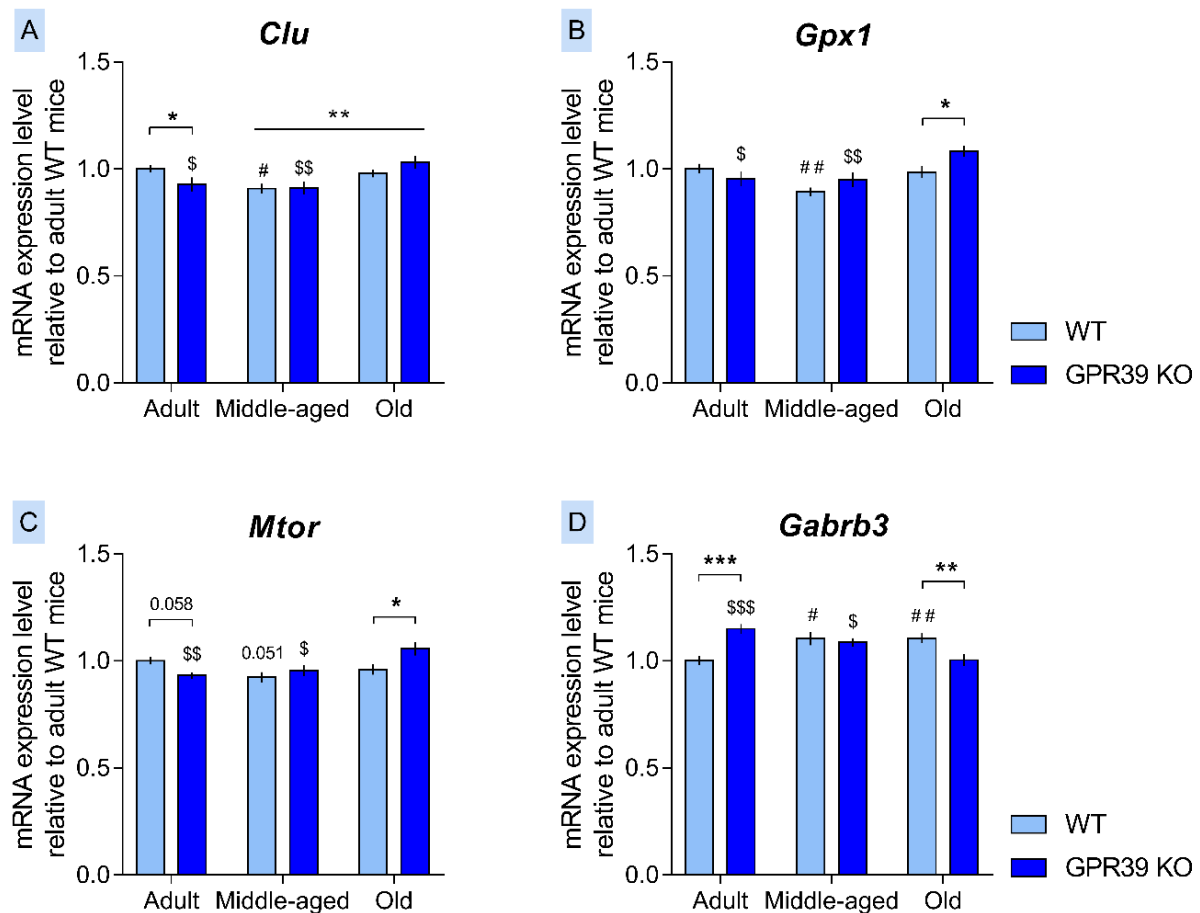 A
Clu
mRNA expression level
relative to adult WT mice
1.5
1.0
0.5
0.0
*
$
#
$$
**
Adult
Middle-aged
Old
B
Gpx1
mRNA expression level
relative to adult WT mice
1.5
1.0
0.5
0.0
$
##
$$
*
Adult
Middle-aged
Old
WT
GPR39 KO
C
Mtor
mRNA expression lelvel
relative to adult WT mice
1.5
1.0
0.5
0.0
0.058
$$
0.051
$
*
Adult
Middle-aged
Old
D
Gabrb3
mRNA expression level
relative to adult WT mice
1.5
1.0
0.5
0.0
***
$$$
#
$
##
**
Adult
Middle-aged
Old
WT
GPR39 KO